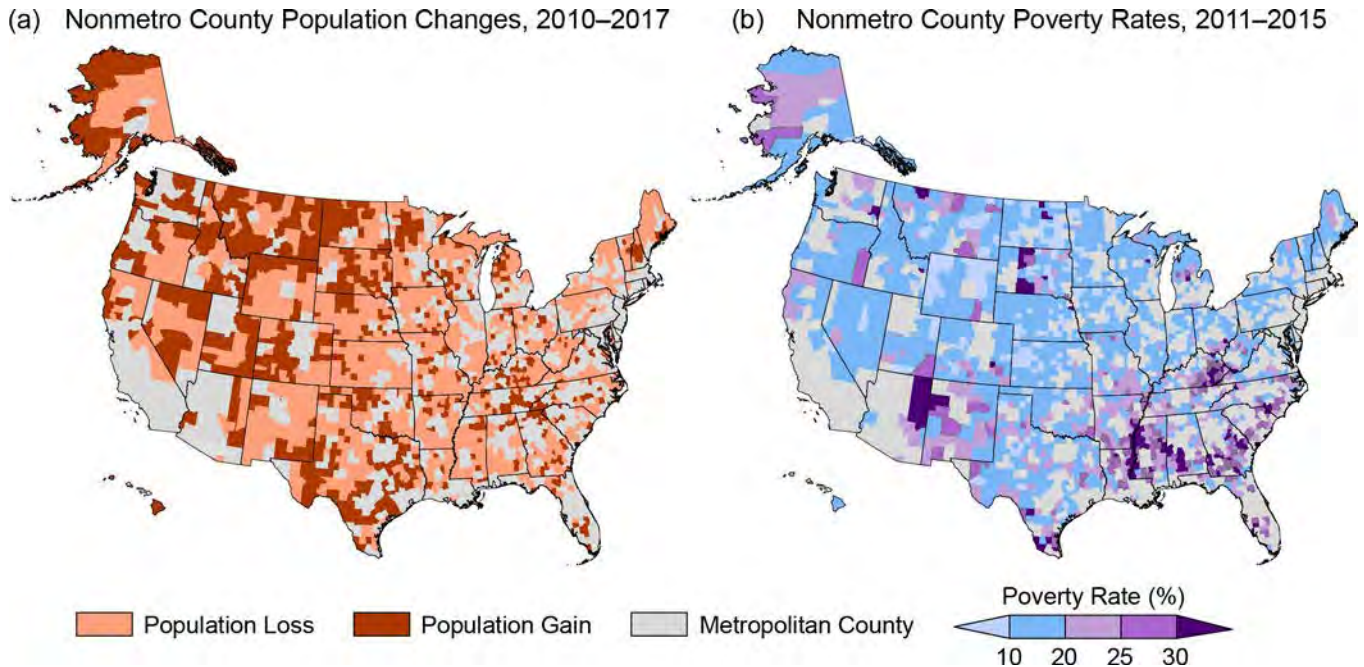 (a) Nonmetro County Population Changes, 2010–2017
(b) Nonmetro County Poverty Rates, 2011–2015
Population Loss
Population Gain
Metropolitan County
Poverty Rate (%)
10 20 25 30